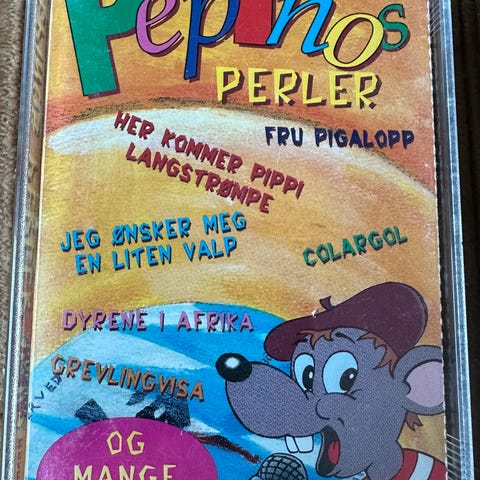 Pepinos
PERLER
HER KOMMER PIPPI
LANGSTRØMPE
FRU PIGALOPP
JEG ØNSKER MEG
EN LITEN VALP
COLARGOL
DYRENE I AFRIKA
GREVLINGVISA
OG
MANGE